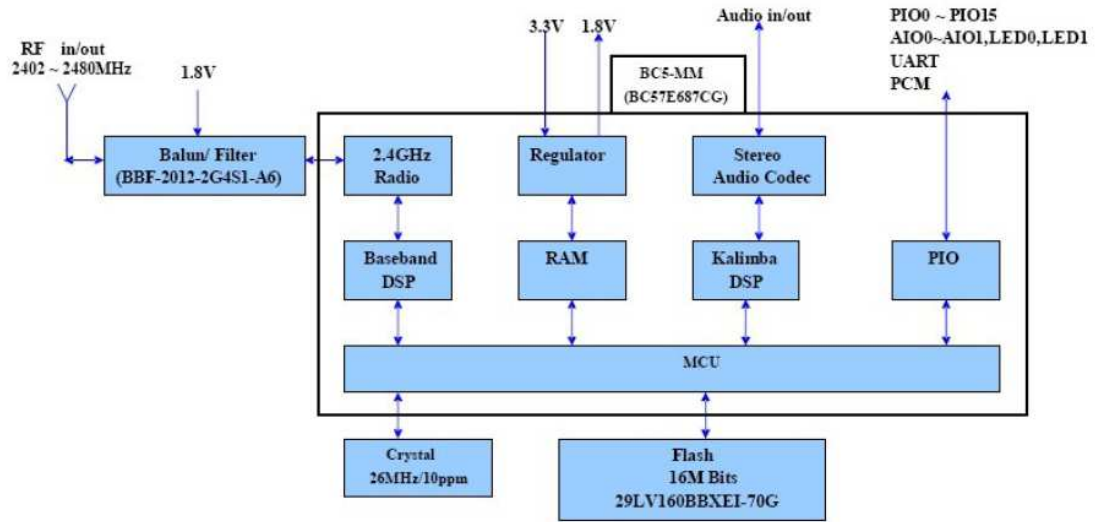 RF in/out
2402 ~ 2480MHz
1.8V
3.3V
1.8V
Audio in/out
PIO0 ~ PIO15
AIO0~AIO1,LED0,LED1
UART
PCM
BC5-MM
(BC57E687CG)
Balun/ Filter
(BBF-2012-2G4S1-A6)
2.4GHz
Radio
Regulator
Stereo
Audio Codec
Baseband
DSP
RAM
Kalimba
DSP
PIO
MCU
Crystal
26MHz/10ppm
Flash
16M Bits
29LV160BBXEI-70G